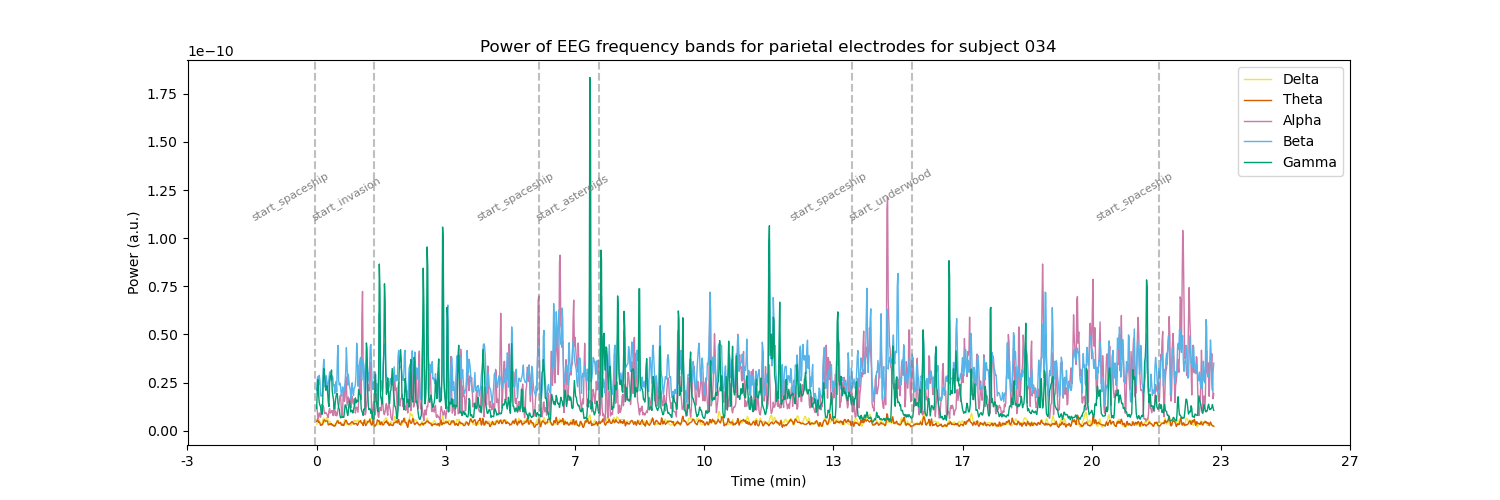 Power of EEG frequency bands for parietal electrodes for subject 034
1e−10
Delta
Theta
Alpha
Beta
Gamma
1.75
1.50
1.25
1.00
0.75
0.50
0.25
0.00
Power (a.u.)
start_spaceship
start_invasion
start_spaceship
start_asteroids
start_spaceship
start_underwood
start_spaceship
-3
0
3
7
10
13
17
20
23
27
Time (min)